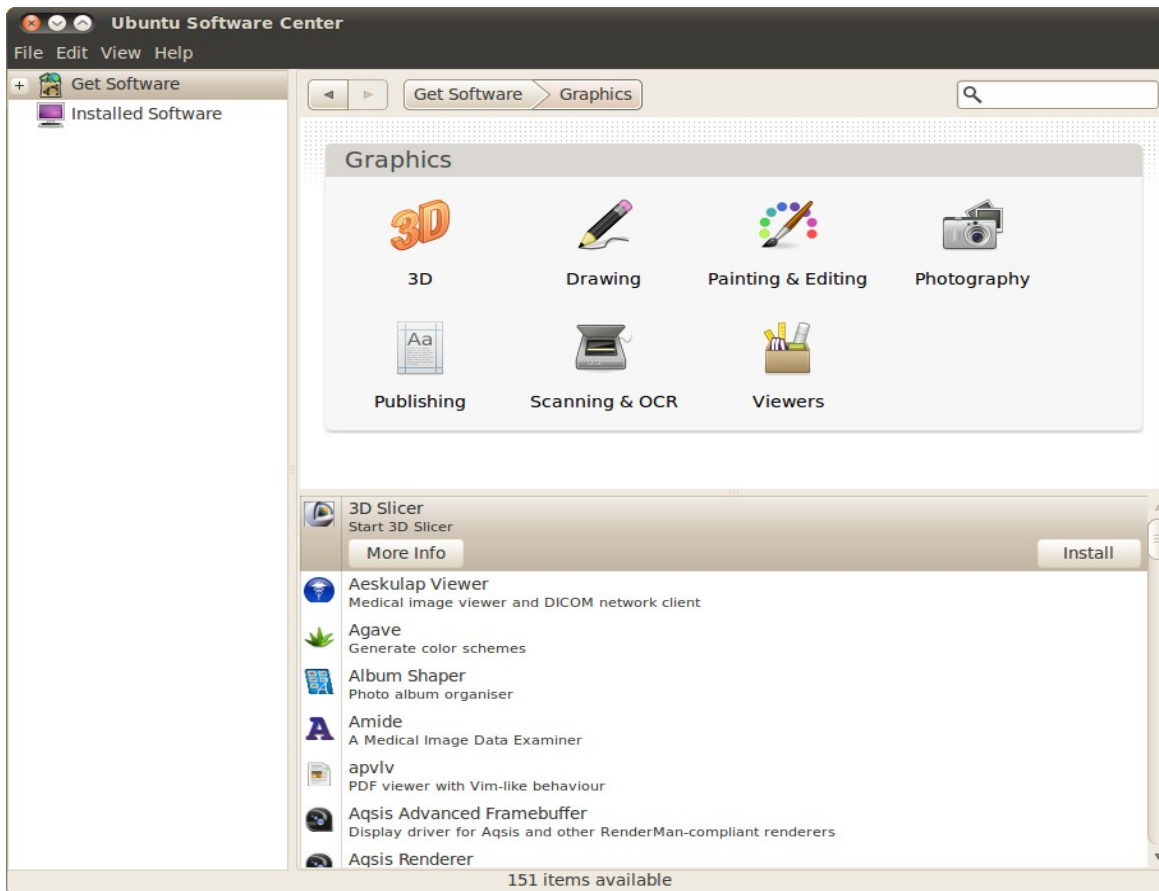 Ubuntu Software Center
File Edit View Help
Get Software
Installed Software
Get Software Graphics
Graphics
3D
3D Drawing Painting & Editing Photography
Aa
Publishing Scanning & OCR Viewers
3D Slicer
Start 3D Slicer
More Info Install
Aeskulap Viewer
Medical image viewer and DICOM network client
Agave
Generate color schemes
Album Shaper
Photo album organiser
A Amide
A Medical Image Data Examiner
apvlv
PDF viewer with Vim-like behaviour
Aqsis Advanced Framebuffer
Display driver for Aqsis and other RenderMan-compliant renderers
Aqsis Renderer
151 items available